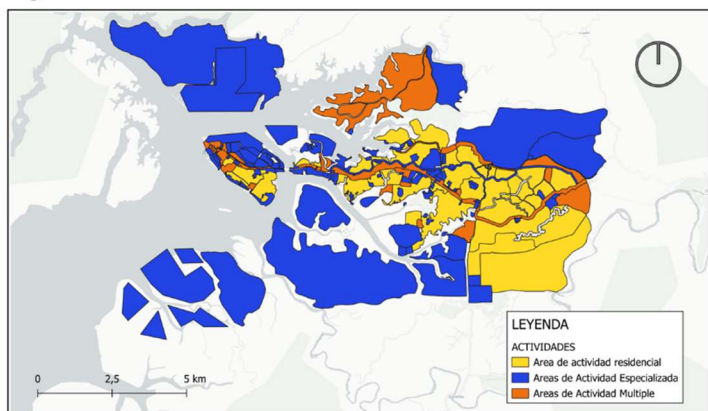 LEYENDA
ACTIVIDADES
Area de actividad residencial
Areas de Actividad Especializada
Areas de Actividad Multiple
0 2,5 5 km